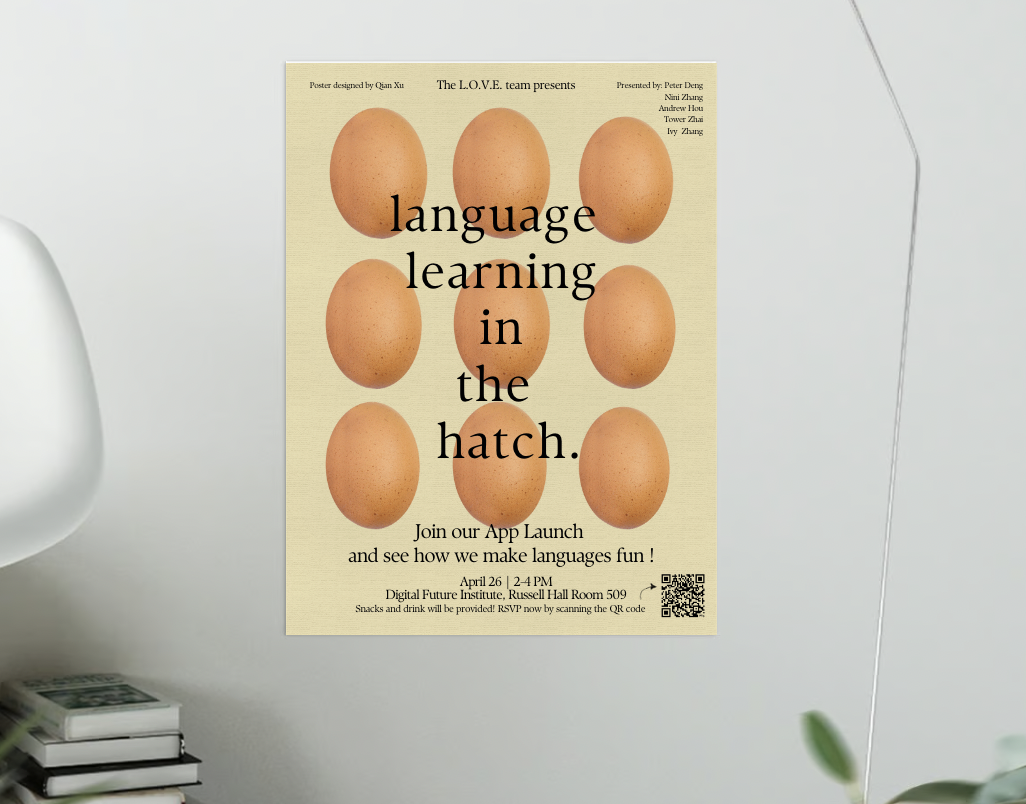 Poster designed by Qian Xu
The L.O.V.E. team presents
Presented by: Peter Deng
Nini Zhang
Andrew Hou
Tower Zhai
Ivy Zhang
language
learning
in
the
hatch.
Join our App Launch
and see how we make languages fun !
April 26 | 2-4 PM
Digital Future Institute, Russell Hall Room 509
Snacks and drink will be provided! RSVP now by scanning the QR code